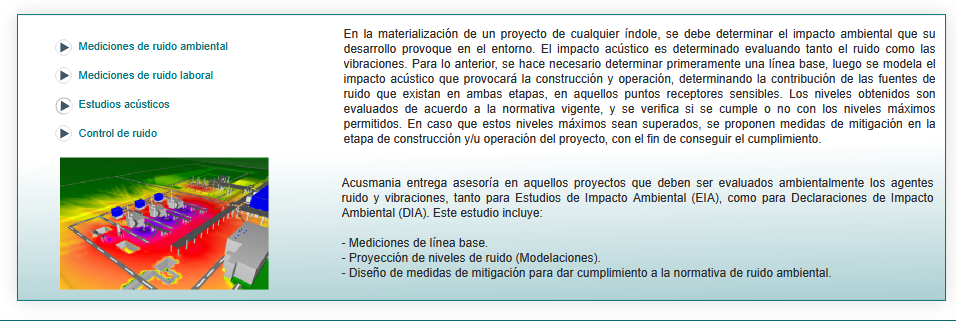 Mediciones de ruido ambiental
Mediciones de ruido laboral
Estudios acústicos
Control de ruido
En la materialización de un proyecto de cualquier índole, se debe determinar el impacto ambiental que su
desarrollo provoque en el entorno. El impacto acústico es determinado evaluando tanto el ruido como las
vibraciones. Para lo anterior, se hace necesario determinar primeramente una línea base, luego se modela el
impacto acústico que provocará la construcción y operación, determinando la contribución de las fuentes de
ruido que existan en ambas etapas, en aquellos puntos receptores sensibles. Los niveles obtenidos son
evaluados de acuerdo a la normativa vigente, y se verifica si se cumple o no con los niveles máximos
permitidos. En caso que estos niveles máximos sean superados, se proponen medidas de mitigación en la
etapa de construcción y/u operación del proyecto, con el fin de conseguir el cumplimiento.
Acusmania entrega asesoría en aquellos proyectos que deben ser evaluados ambientalmente los agentes
ruido y vibraciones, tanto para Estudios de Impacto Ambiental (EIA), como para Declaraciones de Impacto
Ambiental (DIA). Este estudio incluye:
- Mediciones de línea base.
- Proyección de niveles de ruido (Modelaciones).
- Diseño de medidas de mitigación para dar cumplimiento a la normativa de ruido ambiental.